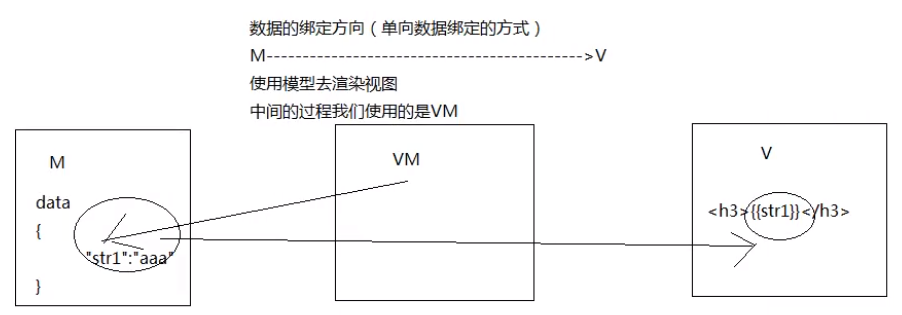 数据的绑定方向（单向数据绑定的方式）
M---------------------------------------->V
使用模型去渲染视图
中间的过程我们使用的是VM
M
data
{
"str1":"aaa"
}
VM
V
<h3>{{str1}}</h3>